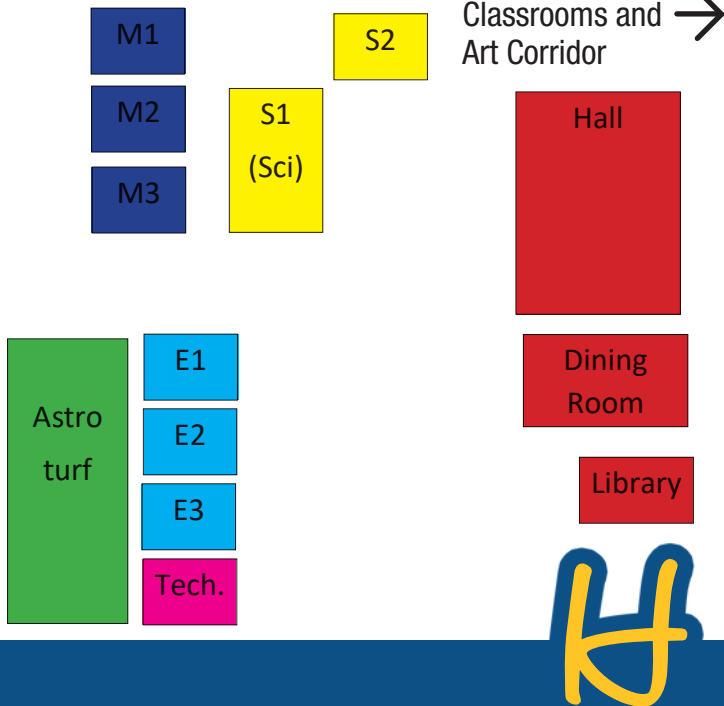 Classrooms and
Art Corridor
M1
S2
M2
S1
(Sci)
Hall
M3
E1
Dining
Room
Astro
turf
E2
Library
E3
Tech.